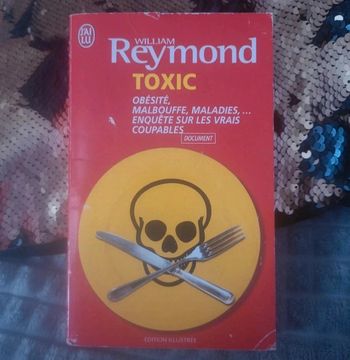 J'AI
LU
WILLIAM
Reymond
TOXIC
OBÉSITÉ,
MALBOUFFE, MALADIES, ...
ENQUÊTE SUR LES VRAIS
COUPABLES
DOCUMENT
ÉDITION ILLUSTRÉE